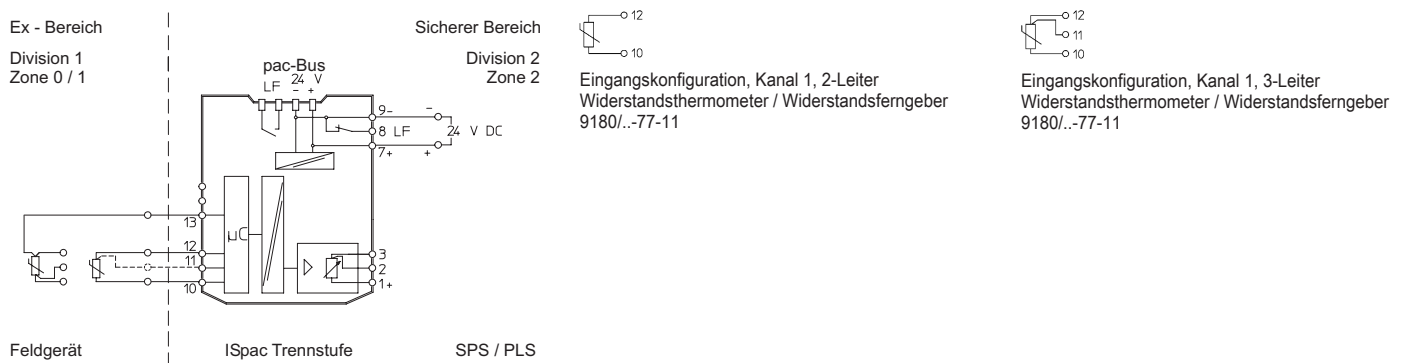 Ex - Bereich
Sicherer Bereich
Division 1
Zone 0 / 1
Division 2
Zone 2
pac-Bus
LF 24 V
- +
9-
8 LF
7+
-
24 V DC
+
13
12
11
10
µC
3
2
1+
Feldgerät
ISpac Trennstufe
SPS / PLS
12
10
Eingangskonfiguration, Kanal 1, 2-Leiter
Widerstandsthermometer / Widerstandsferngeber
9180/..-77-11
12
11
10
Eingangskonfiguration, Kanal 1, 3-Leiter
Widerstandsthermometer / Widerstandsferngeber
9180/..-77-11